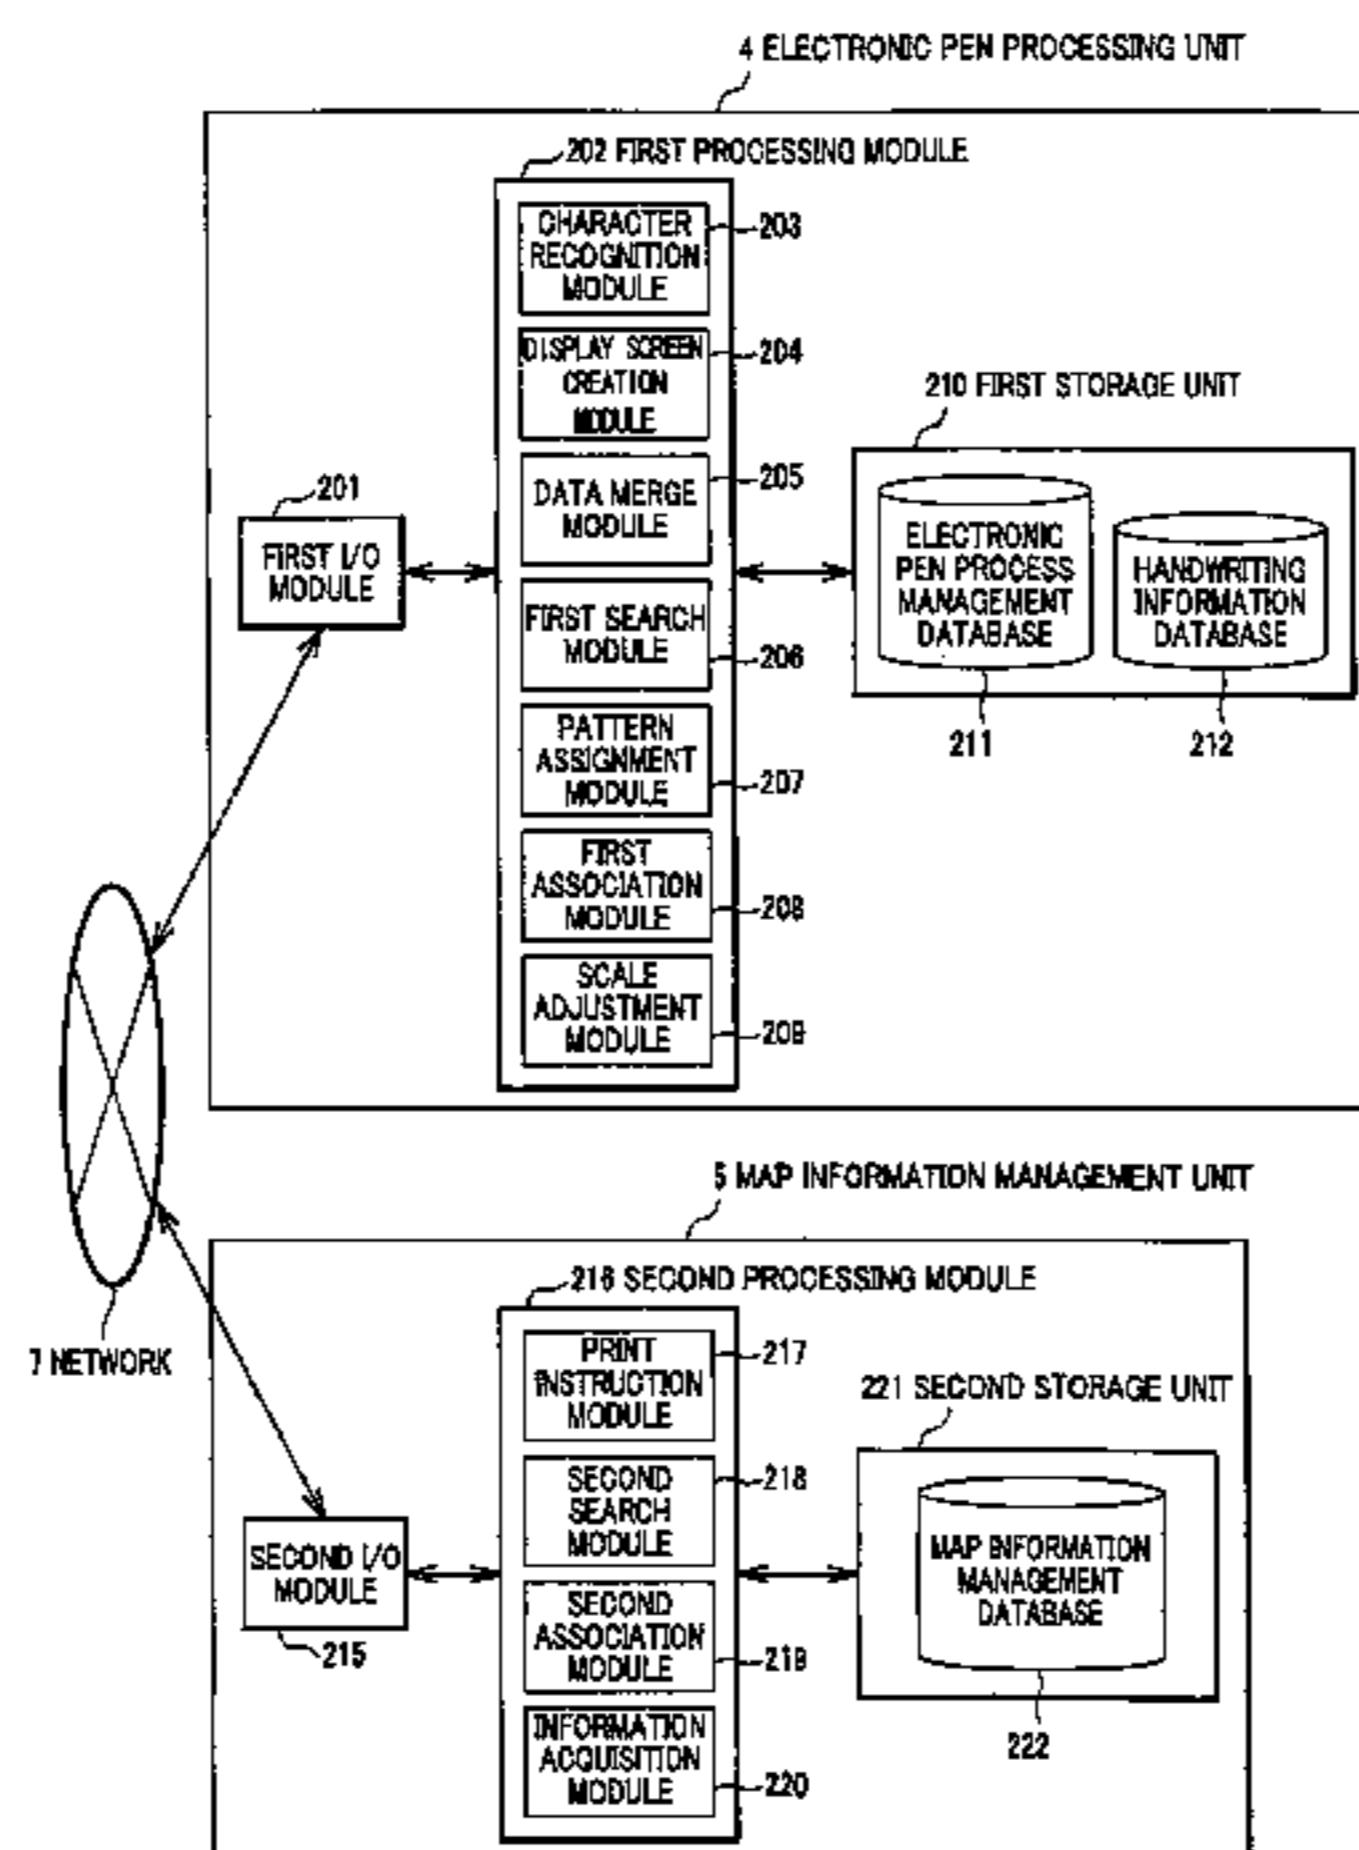 4 ELECTRONIC PEN PROCESSING UNIT
202 FIRST PROCESSING MODULE
CHARACTER
RECOGNITION
MODULE
203
DISPLAY SCREEN
CREATION
MODULE
204
210 FIRST STORAGE UNIT
DATA MERGE
MODULE
205
201
FIRST I/O
MODULE
ELECTRONIC
PEN PROCESS
MANAGEMENT
DATABASE
HANDWRITING
INFORMATION
DATABASE
FIRST SEARCH
MODULE
206
211
212
PATTERN
ASSIGNMENT
MODULE
207
FIRST
ASSOCIATION
MODULE
208
SCALE
ADJUSTMENT
MODULE
209
5 MAP INFORMATION MANAGEMENT UNIT
216 SECOND PROCESSING MODULE
7 NETWORK
PRINT
INSTRUCTION
MODULE
217
221 SECOND STORAGE UNIT
SECOND
SEARCH
MODULE
218
SECOND I/O
MODULE
215
MAP INFORMATION
MANAGEMENT
DATABASE
SECOND
ASSOCIATION
MODULE
219
222
INFORMATION
ACQUISITION
MODULE
220